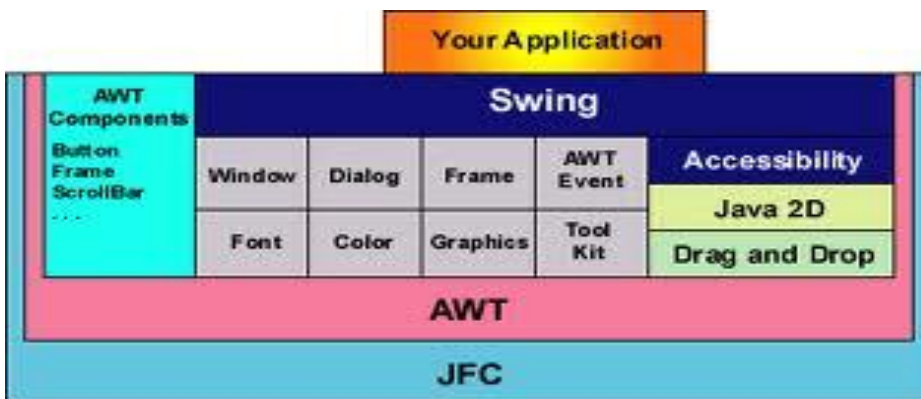 Your Application
AWT
Components
Button
Frame
ScrollBar
...
Swing
Window
Dialog
Frame
AWT
Event
Font
Color
Graphics
Tool
Kit
Accessibility
Java 2D
Drag and Drop
AWT
JFC